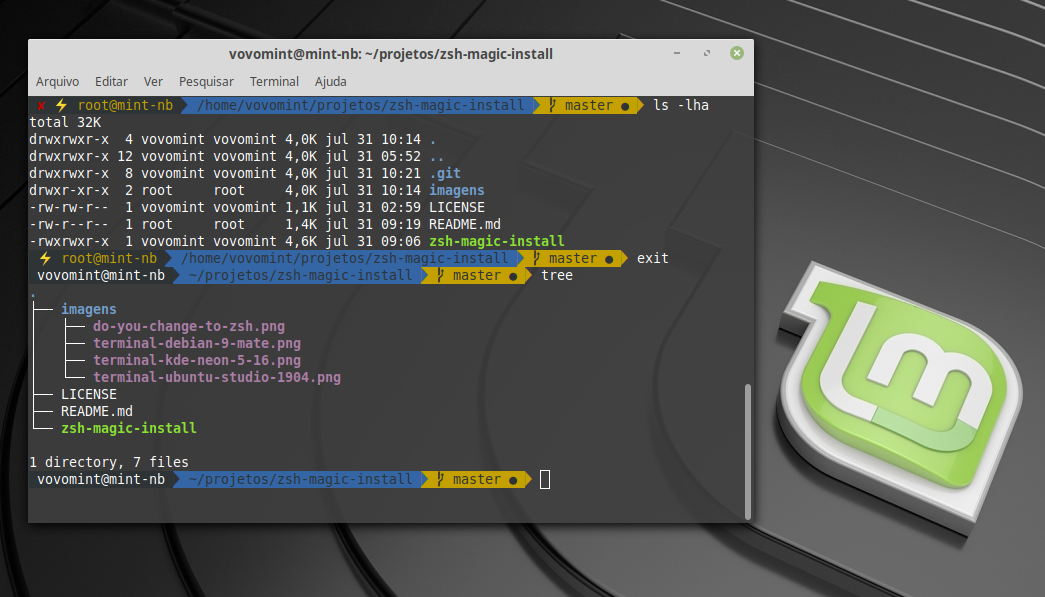 vovomint@mint-nb: ~/projetos/zsh-magic-install
Arquivo Editar Ver Pesquisar Terminal Ajuda
✘ ⚡ root@mint-nb /home/vovomint/projetos/zsh-magic-install master ● ls -lha
total 32K
drwxrwxr-x  4 vovomint vovomint 4,0K jul 31 10:14 .
drwxrwxr-x 12 vovomint vovomint 4,0K jul 31 05:52 ..
drwxrwxr-x  8 vovomint vovomint 4,0K jul 31 10:21 .git
drwxr-xr-x  2 root     root     4,0K jul 31 10:14 imagens
-rw-rw-r--  1 vovomint vovomint 1,1K jul 31 02:59 LICENSE
-rw-r--r--  1 root     root     1,4K jul 31 09:19 README.md
-rwxrwxr-x  1 vovomint vovomint 4,6K jul 31 09:06 zsh-magic-install
⚡ root@mint-nb /home/vovomint/projetos/zsh-magic-install master ● exit
vovomint@mint-nb ~/projetos/zsh-magic-install master ● tree
.
├── imagens
│   ├── do-you-change-to-zsh.png
│   ├── terminal-debian-9-mate.png
│   ├── terminal-kde-neon-5-16.png
│   └── terminal-ubuntu-studio-1904.png
├── LICENSE
├── README.md
└── zsh-magic-install
1 directory, 7 files
vovomint@mint-nb ~/projetos/zsh-magic-install master ●